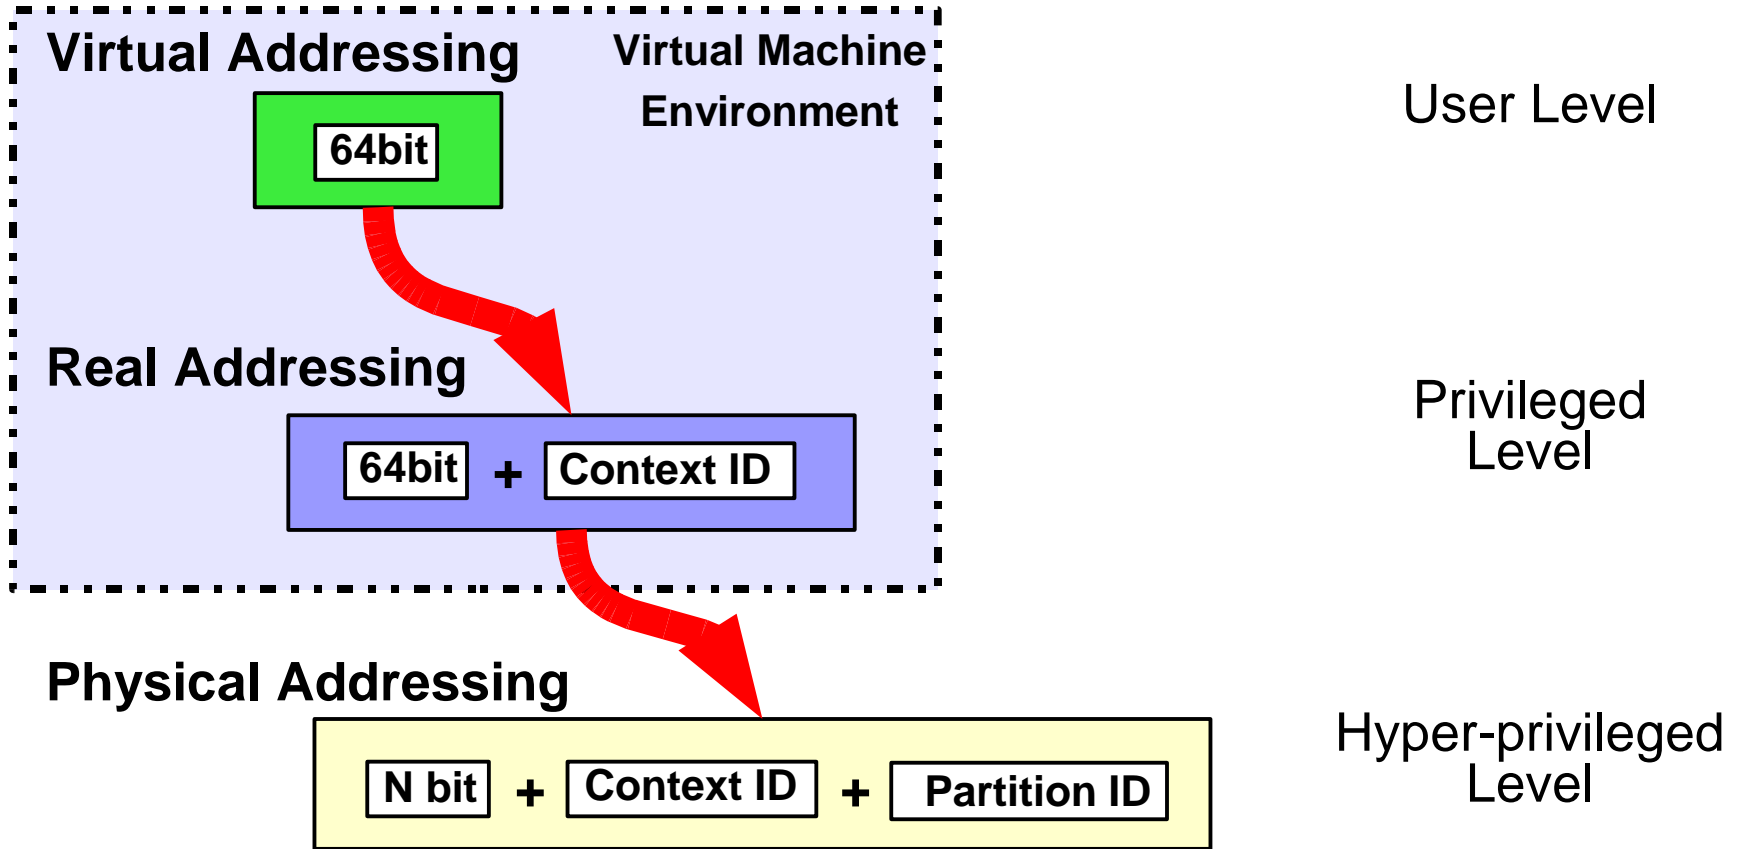 Virtual Addressing
Virtual Machine
Environment
User Level
64bit
Real Addressing
Privileged
Level
64bit + Context ID
Physical Addressing
Hyper-privileged
Level
N bit + Context ID + Partition ID